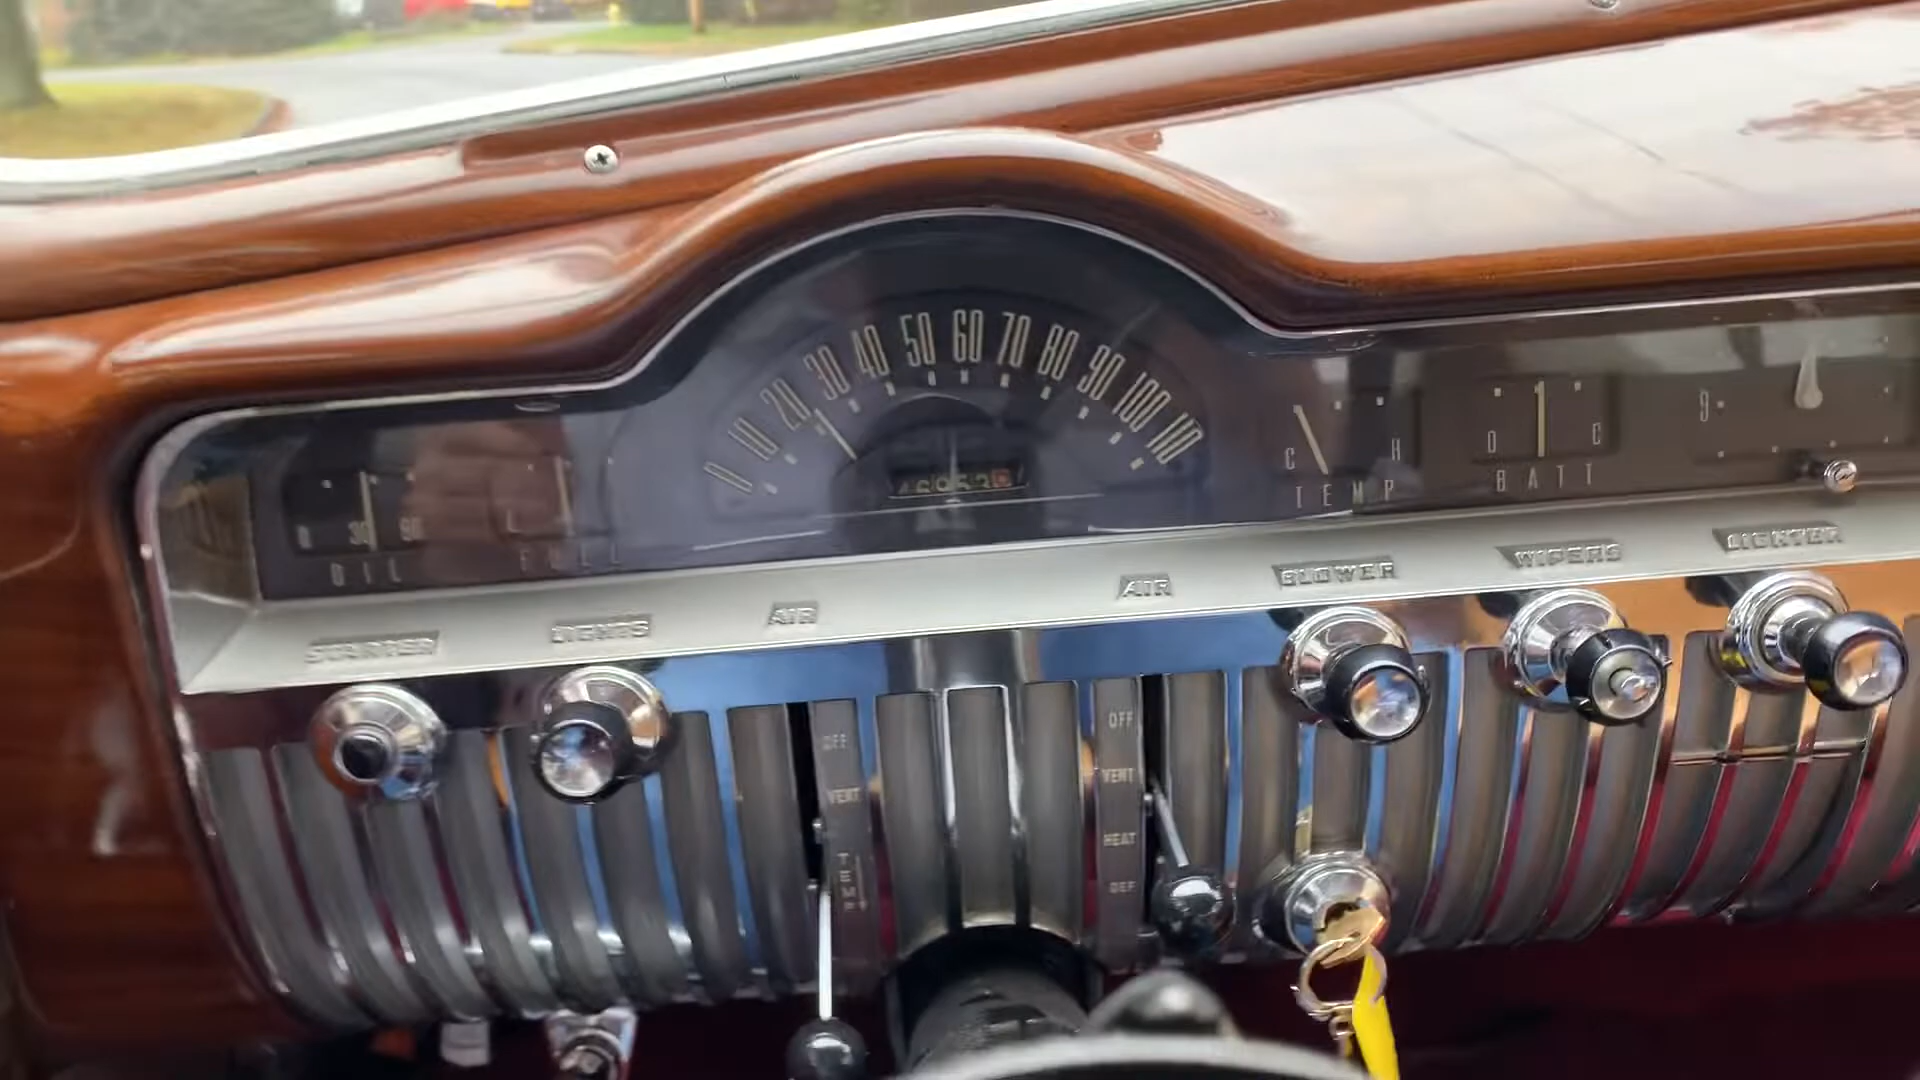 0 10 20 30 40 50 60 70 80 90 100 110
C H
TEMP
D C
BATT
9
0 30 80
OIL
FUEL
STARTER LIGHTS AIR AIR BLOWER WIPERS LIGHTER
OFF
VENT
TEMP
OFF
VENT
HEAT
DEF